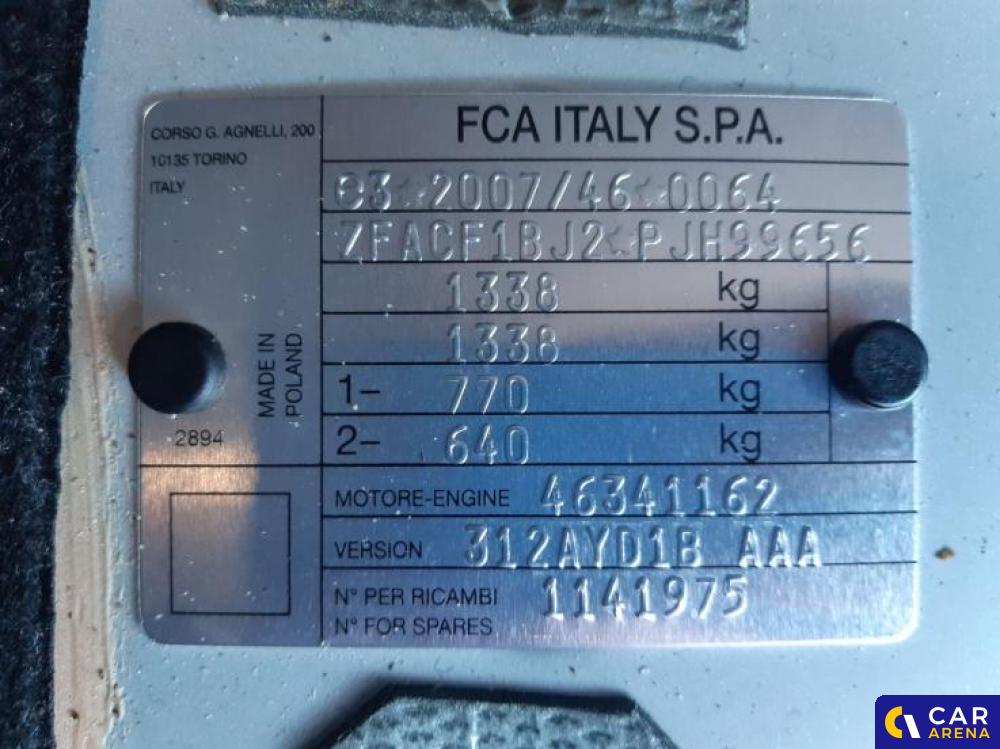 CORSO G. AGNELLI, 200
10135 TORINO
ITALY
FCA ITALY S.P.A.
e3*2007/46*0064
ZFACF1BJ2*PJH99656
1338 kg
1338 kg
1- 770 kg
2- 640 kg
MADE IN
POLAND
2894
MOTORE-ENGINE 46341162
VERSION 312AYD1B AAA
N° PER RICAMBI
N° FOR SPARES
1141975
CAR
ARENA